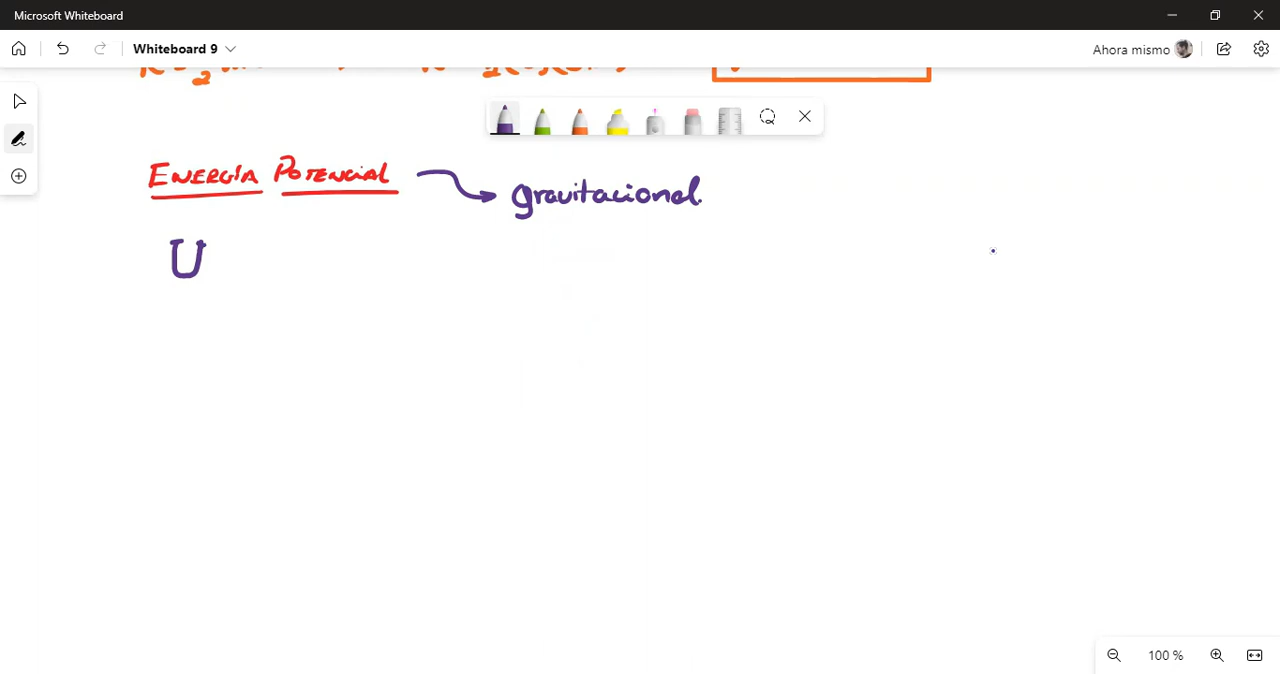 Microsoft Whiteboard
Whiteboard 9
Ahora mismo
ENERGÍA POTENCIAL
gravitacional.
U
100 %